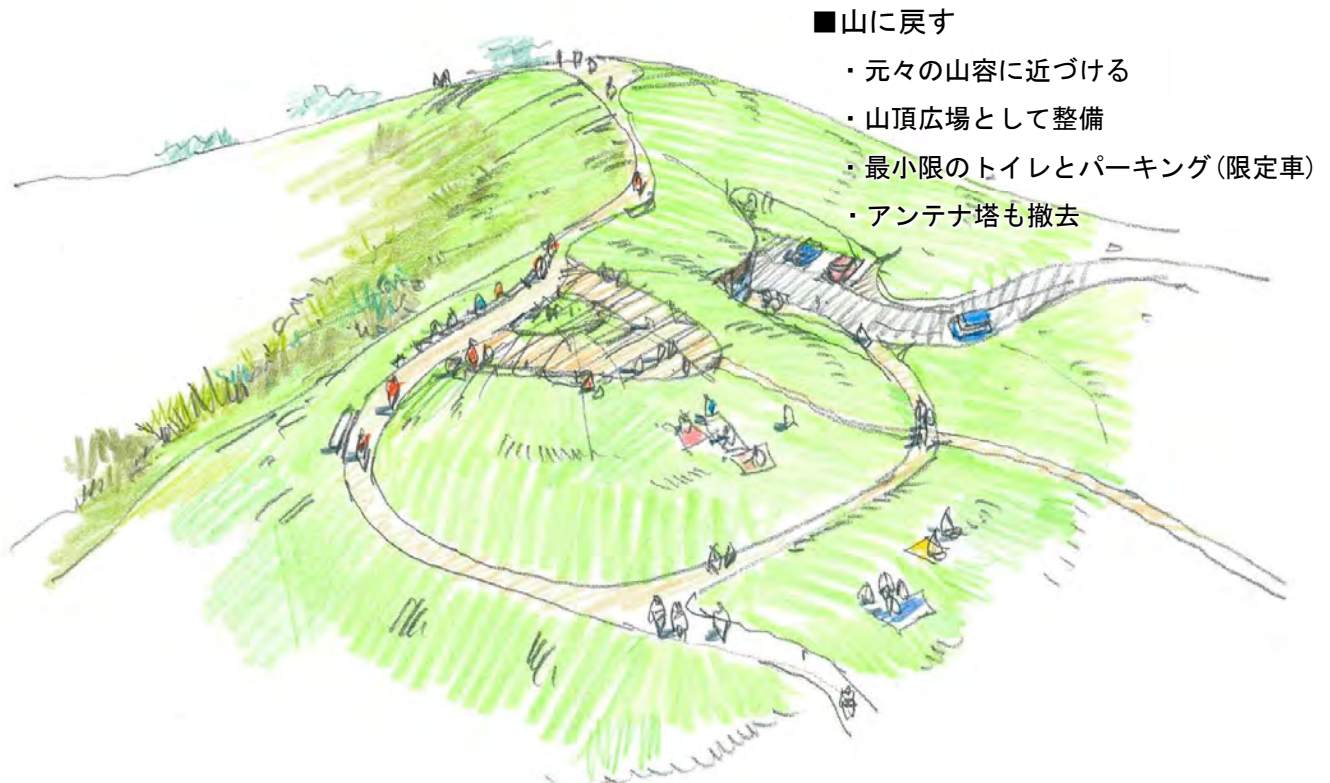 ■山に戻す
・元々の山容に近づける
・山頂広場として整備
・最小限のトイレとパーキング(限定車)
・アンテナ塔も撤去